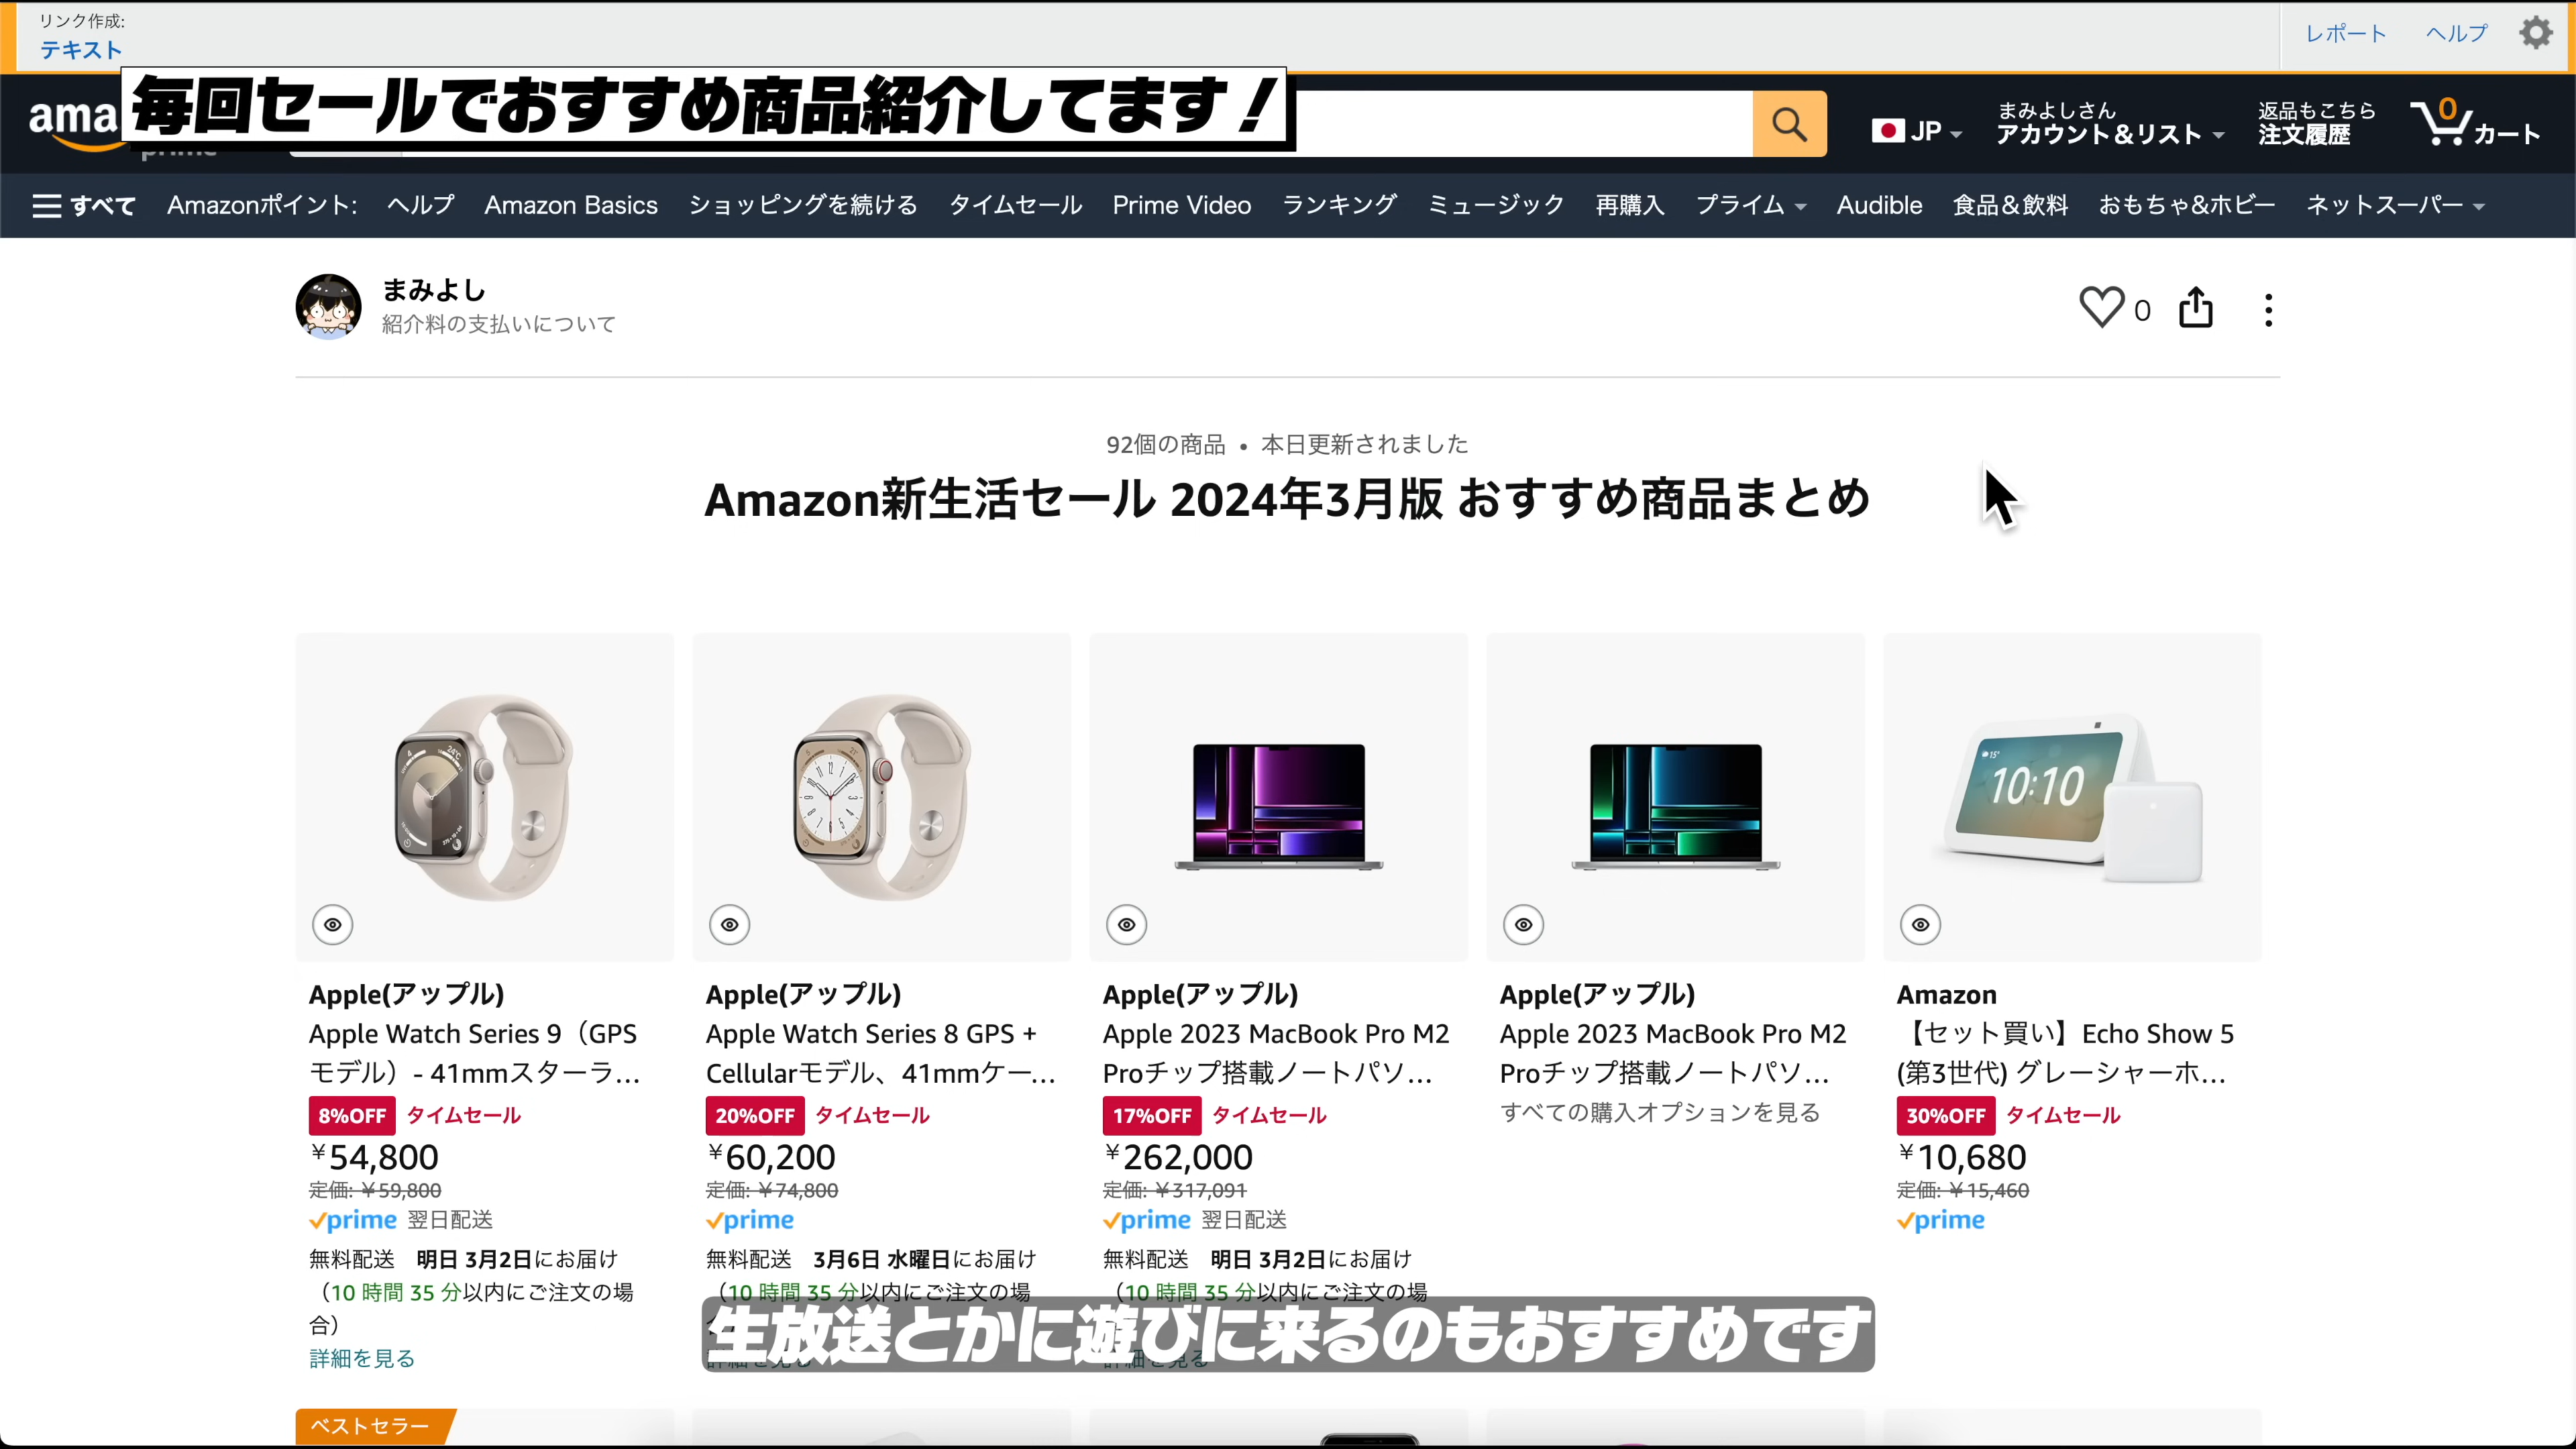 リンク作成:
テキスト
レポート
ヘルプ
毎回セールでおすすめ商品紹介してます!
ama
prime
JP
まみよしさん
アカウント&リスト
返品もこちら
注文履歴
0
カート
すべて
Amazonポイント:
ヘルプ
Amazon Basics
ショッピングを続ける
タイムセール
Prime Video
ランキング
ミュージック
再購入
プライム
Audible
食品&飲料
おもちゃ&ホビー
ネットスーパー
まみよし
紹介料の支払いについて
0
92個の商品 • 本日更新されました
Amazon新生活セール 2024年3月版 おすすめ商品まとめ
Apple(アップル)
Apple Watch Series 9(GPS
モデル)- 41mmスターラ...
8%OFF タイムセール
¥54,800
定価: ¥59,800
prime 翌日配送
無料配送 明日 3月2日にお届け
(10 時間 35 分以内にご注文の場
合)
詳細を見る
Apple(アップル)
Apple Watch Series 8 GPS +
Cellularモデル、41mmケー...
20%OFF タイムセール
¥60,200
定価: ¥74,800
prime
無料配送 3月6日 水曜日にお届け
(10 時間 35 分以内にご注文の場
詳細を見る
Apple(アップル)
Apple 2023 MacBook Pro M2
Proチップ搭載ノートパソ...
17%OFF タイムセール
¥262,000
定価: ¥317,091
prime 翌日配送
無料配送 明日 3月2日にお届け
(10 時間 35 分以内にご注文の場
詳細を見る
Apple(アップル)
Apple 2023 MacBook Pro M2
Proチップ搭載ノートパソ...
すべての購入オプションを見る
10:10
Amazon
【セット買い】Echo Show 5
(第3世代) グレーシャーホ...
30%OFF タイムセール
¥10,680
定価: ¥15,460
prime
生放送とかに遊びに来るのもおすすめです
ベストセラー